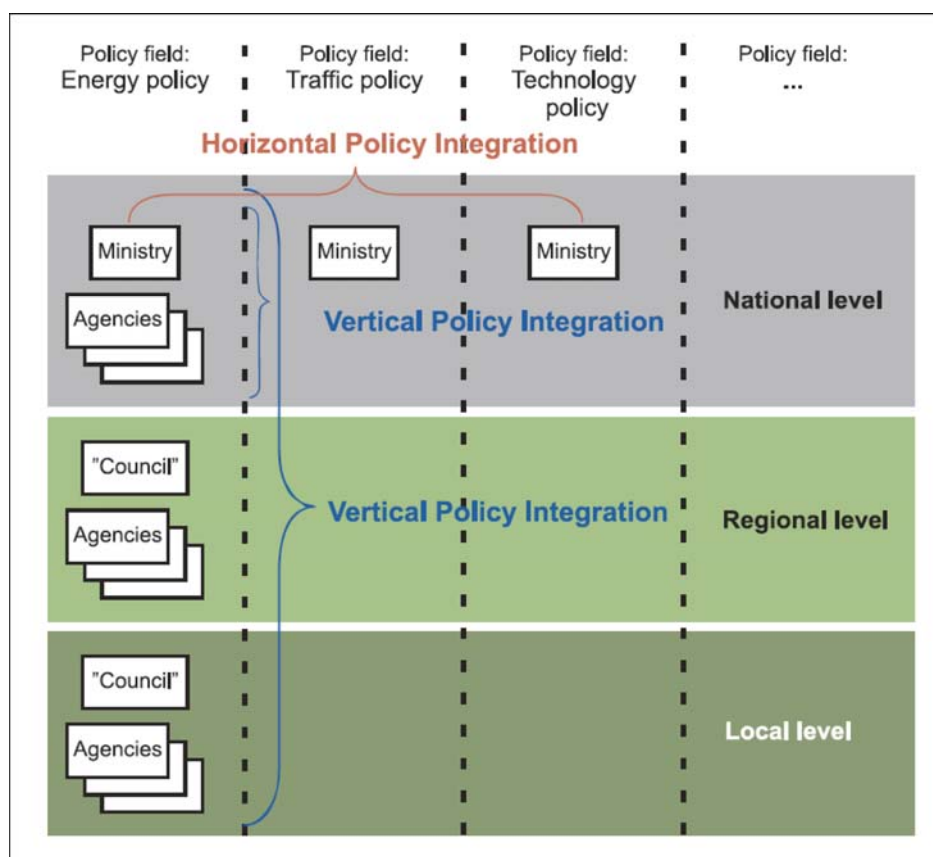 Policy field:
Energy policy
Policy field:
Traffic policy
Policy field:
Technology
policy
Policy field:
...
Horizontal Policy Integration
Ministry
Ministry
Ministry
Agencies
Vertical Policy Integration
National level
"Council"
Agencies
Vertical Policy Integration
Regional level
"Council"
Agencies
Local level